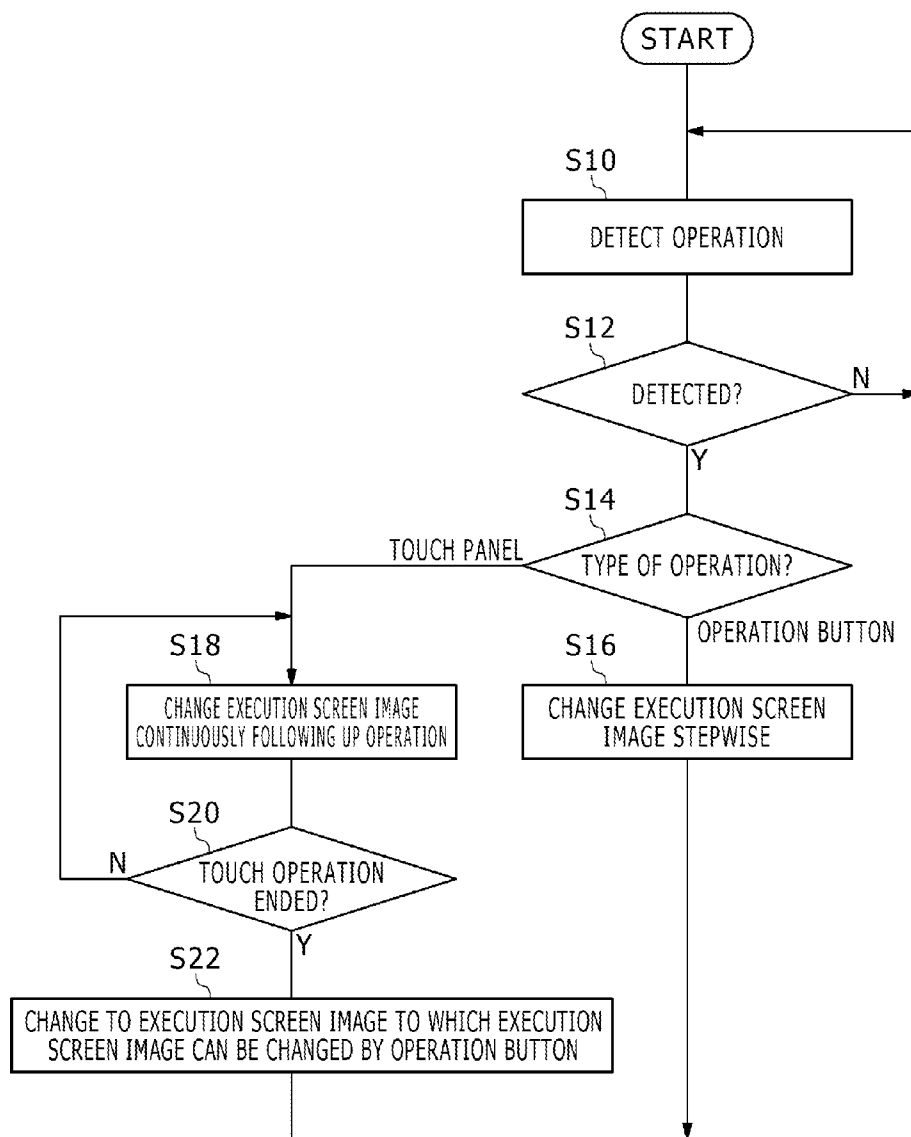 START
S10
DETECT OPERATION
S12
DETECTED?
N
Y
S14
TOUCH PANEL
TYPE OF OPERATION?
OPERATION BUTTON
S18
CHANGE EXECUTION SCREEN IMAGE
CONTINUOUSLY FOLLOWING UP OPERATION
S16
CHANGE EXECUTION SCREEN
IMAGE STEPWISE
S20
N
TOUCH OPERATION
ENDED?
Y
S22
CHANGE TO EXECUTION SCREEN IMAGE TO WHICH EXECUTION
SCREEN IMAGE CAN BE CHANGED BY OPERATION BUTTON